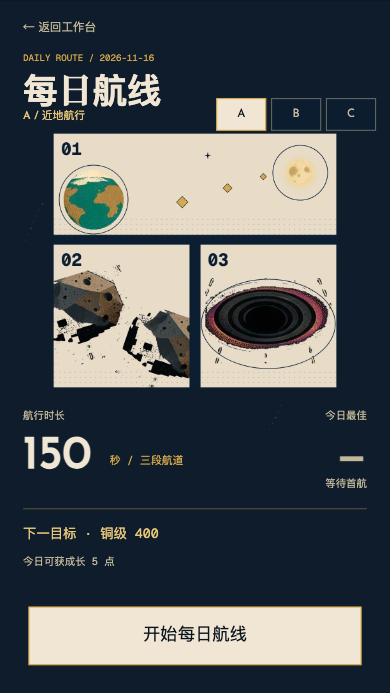 ← 返回工作台
DAILY ROUTE / 2026-11-16
每日航线
A / 近地航行
A
B
C
01
02
03
航行时长
今日最佳
150 秒 / 三段航道
—
等待首航
下一目标 · 铜级 400
今日可获成长 5 点
开始每日航线